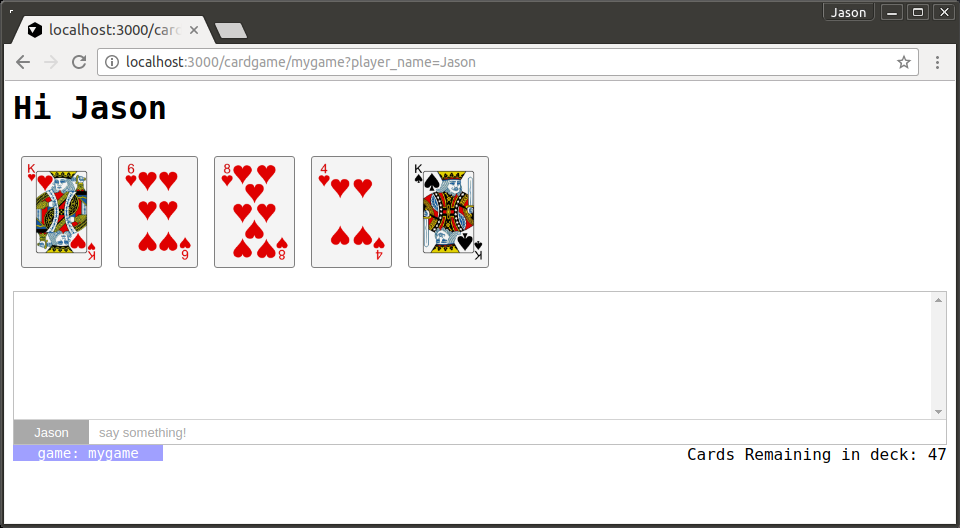 Jason
localhost:3000/card
localhost:3000/cardgame/mygame?player_name=Jason
Hi Jason
K 6 8 4 K
K 6 8 4 K
Jason say something!
game: mygame Cards Remaining in deck: 47